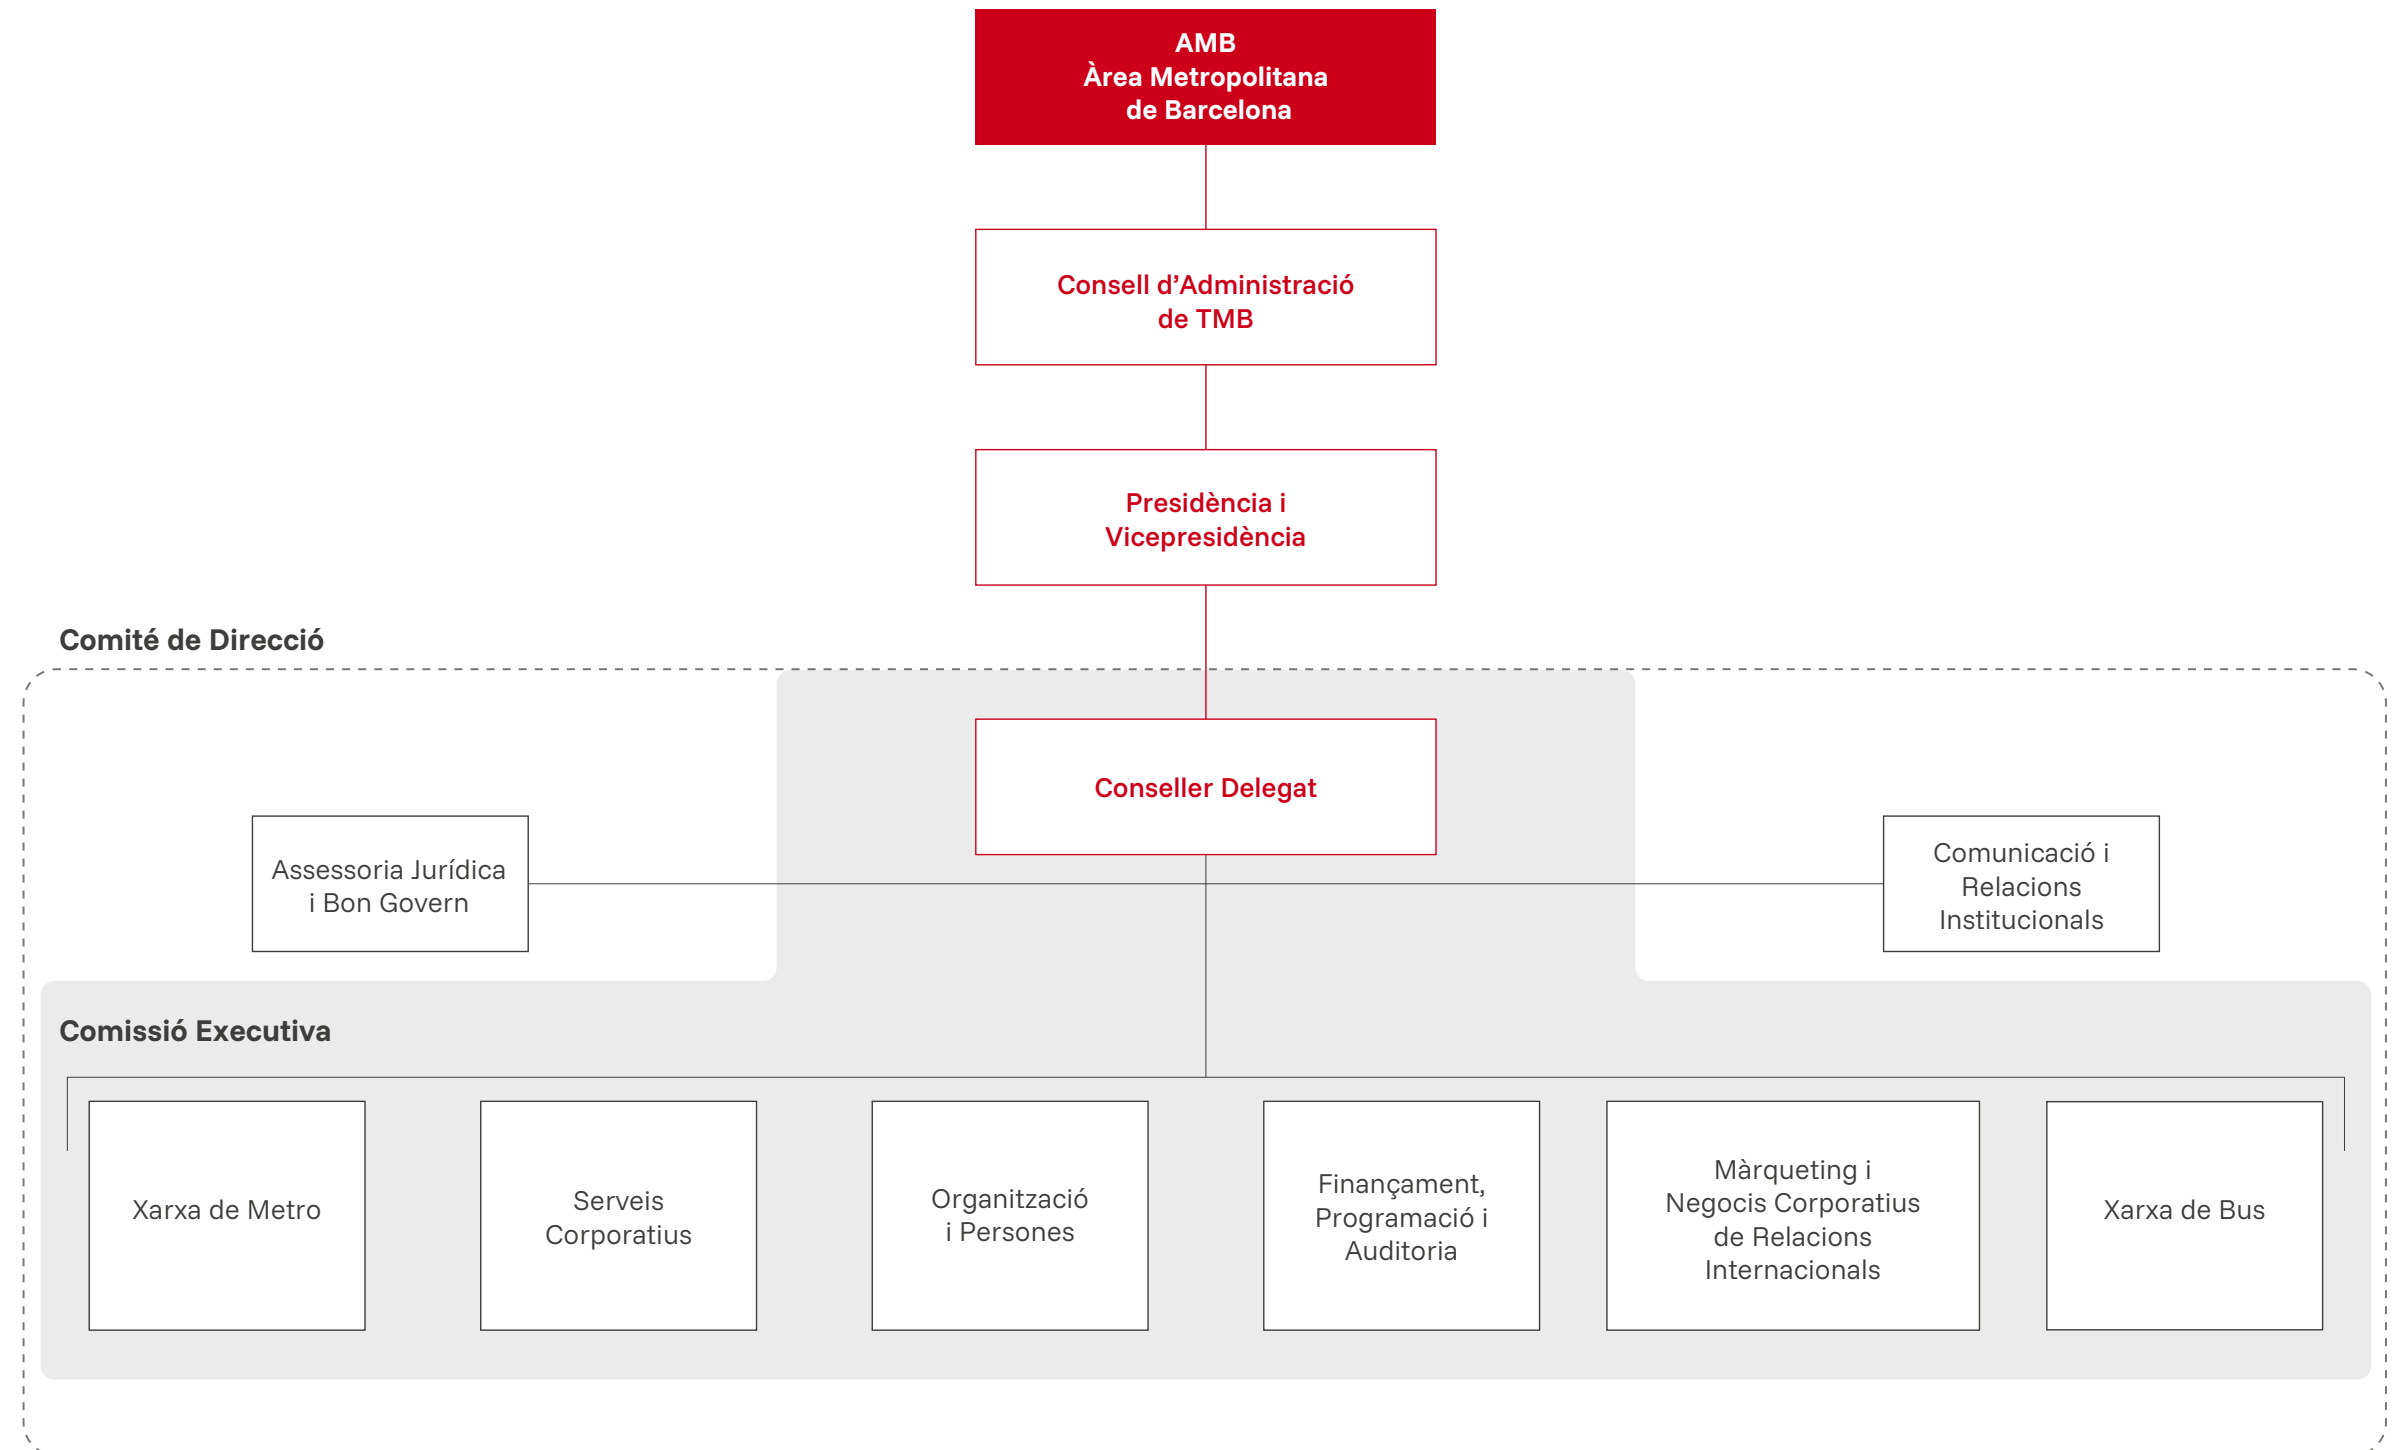 AMB
Àrea Metropolitana
de Barcelona
Consell d’Administració
de TMB
Presidència i
Vicepresidència
Comité de Direcció
Conseller Delegat
Assessoria Jurídica
i Bon Govern
Comunicació i
Relacions
Institucionals
Comissió Executiva
Xarxa de Metro
Serveis
Corporatius
Organització
i Persones
Finançament,
Programació i
Auditoria
Màrqueting i
Negocis Corporatius
de Relacions
Internacionals
Xarxa de Bus